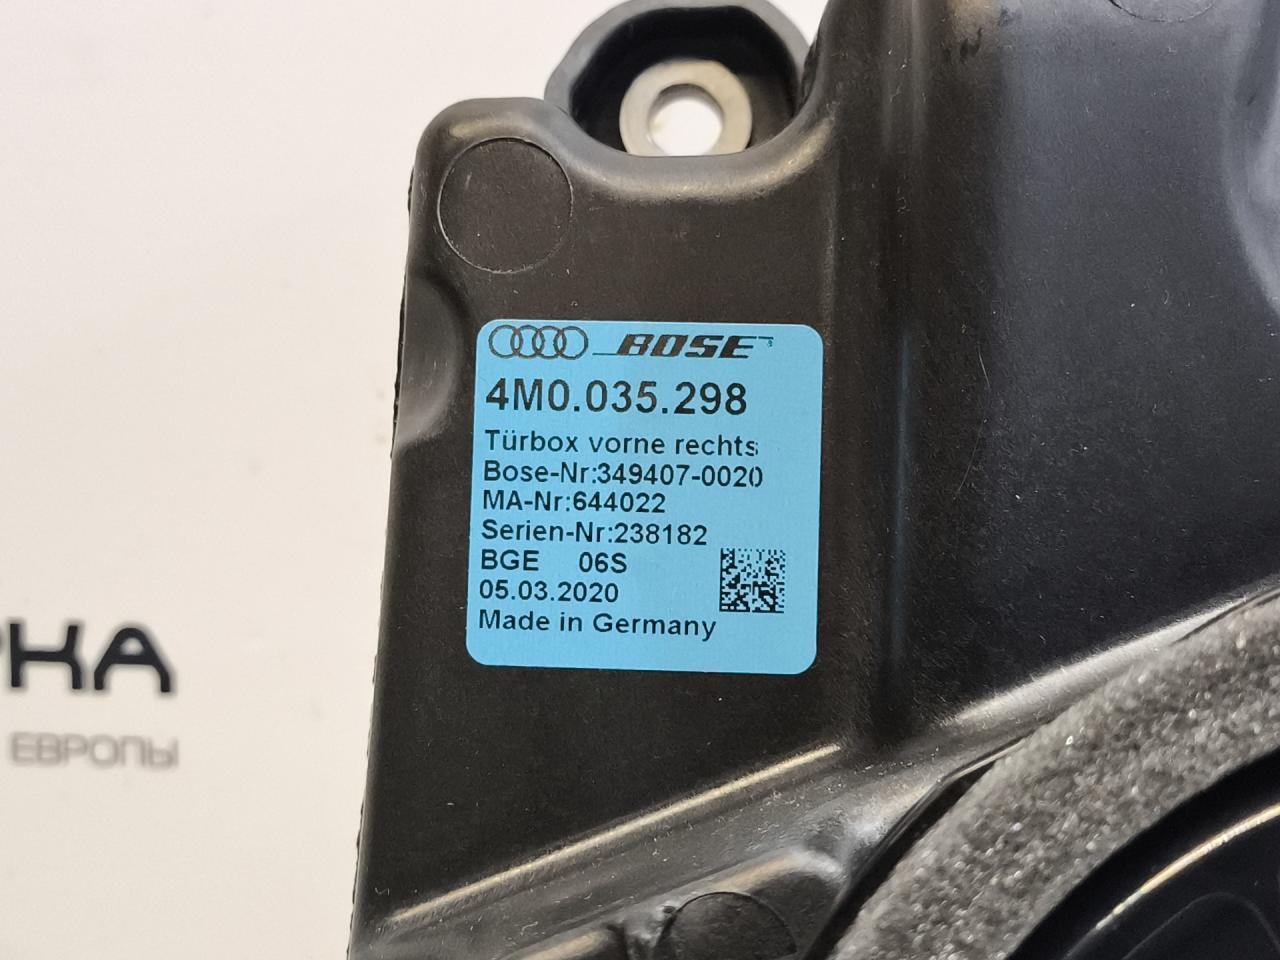 BOSE
4M0.035.298
Türbox vorne rechts
Bose-Nr:349407-0020
MA-Nr:644022
Serien-Nr:238182
BGE 06S
05.03.2020
Made in Germany
РКА
ЕВРОПЫ